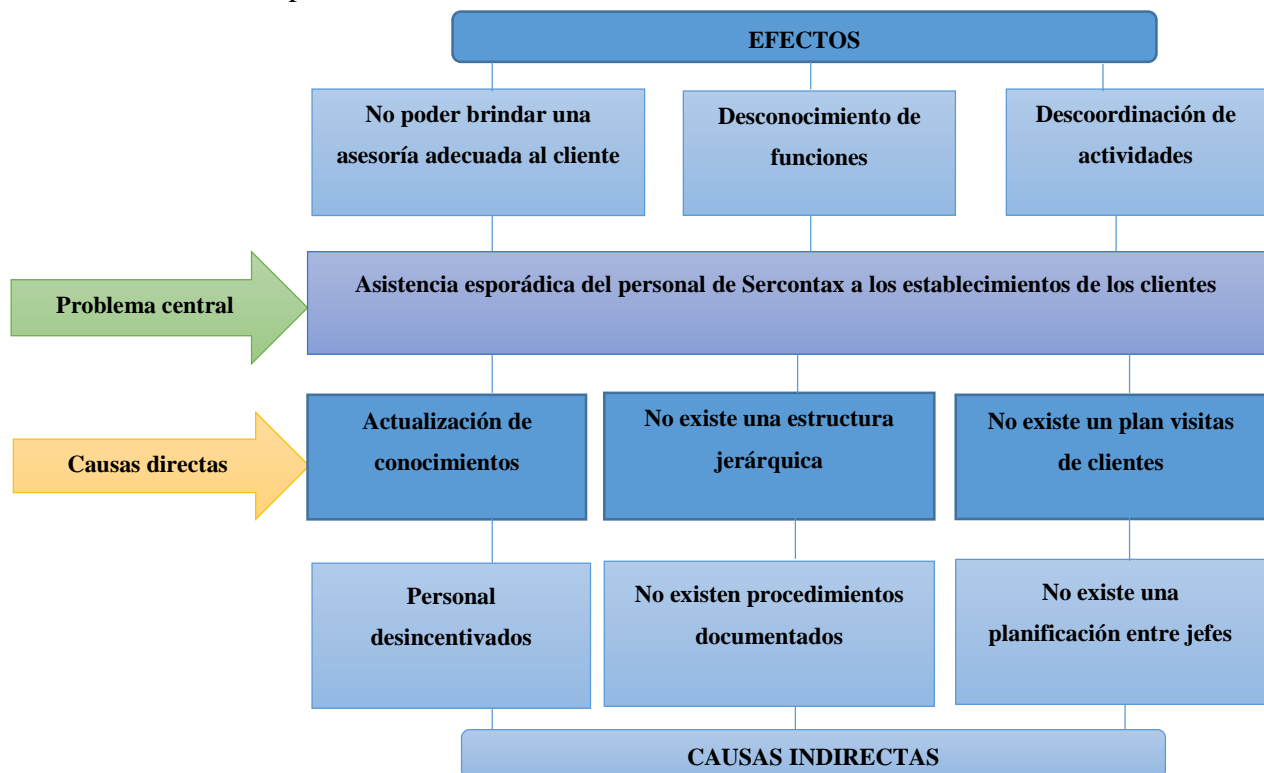 EFECTOS
No poder brindar una
asesoría adecuada al cliente
Desconocimiento de
funciones
Descoordinación de
actividades
Problema central
Asistencia esporádica del personal de Sercontax a los establecimientos de los clientes
Causas directas
Actualización de
conocimientos
No existe una estructura
jerárquica
No existe un plan visitas
de clientes
Personal
desincentivados
No existen procedimientos
documentados
No existe una
planificación entre jefes
CAUSAS INDIRECTAS